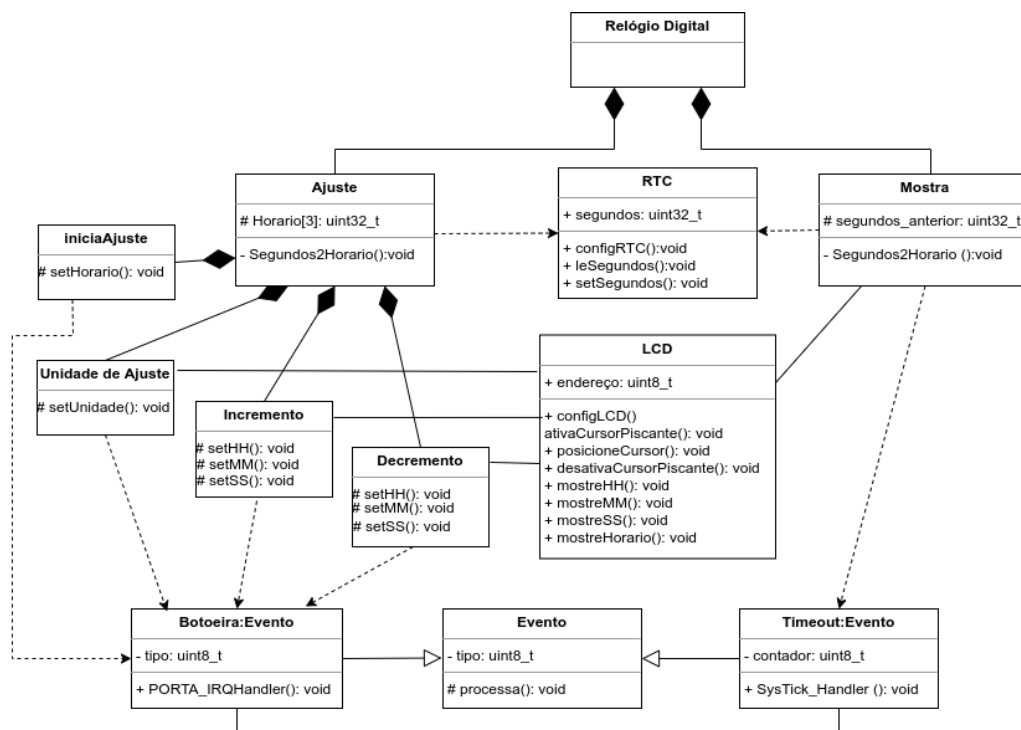 Relógio Digital
Ajuste
# Horario[3]: uint32_t
- Segundos2Horario():void
RTC
+ segundos: uint32_t
+ configRTC():void
+ leSegundos():void
+ setSegundos(): void
Mostra
# segundos_anterior: uint32_t
- Segundos2Horario ():void
iniciaAjuste
# setHorario(): void
Unidade de Ajuste
# setUnidade(): void
Incremento
# setHH(): void
# setMM(): void
# setSS(): void
Decremento
# setHH(): void
# setMM(): void
# setSS(): void
LCD
+ endereço: uint8_t
+ configLCD()
ativaCursorPiscante(): void
+ posicioneCursor(): void
+ desativaCursorPiscante(): void
+ mostreHH(): void
+ mostreMM(): void
+ mostreSS(): void
+ mostreHorario(): void
Botoeira:Evento
- tipo: uint8_t
+ PORTA_IRQHandler(): void
Evento
- tipo: uint8_t
# processa(): void
Timeout:Evento
- contador: uint8_t
+ SysTick_Handler (): void